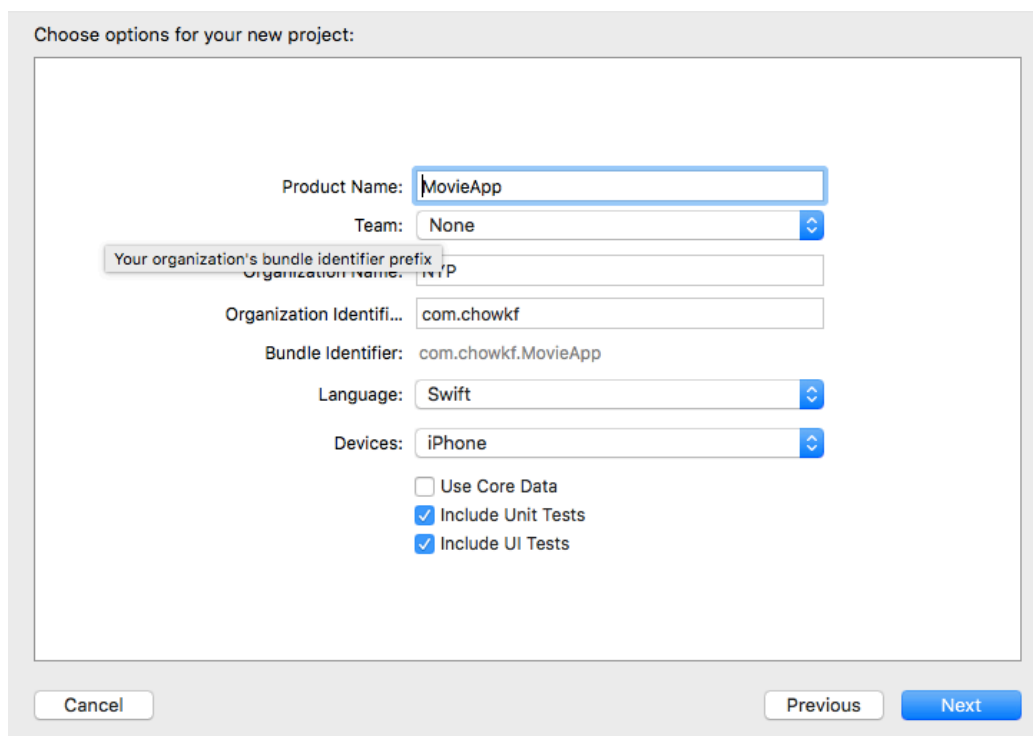 Choose options for your new project:
Product Name: MovieApp
Team: None
Your organization's bundle identifier prefix
Organization Name: NYP
Organization Identifi... com.chowkf
Bundle Identifier: com.chowkf.MovieApp
Language: Swift
Devices: iPhone
Use Core Data
Include Unit Tests
Include UI Tests
Cancel Previous Next